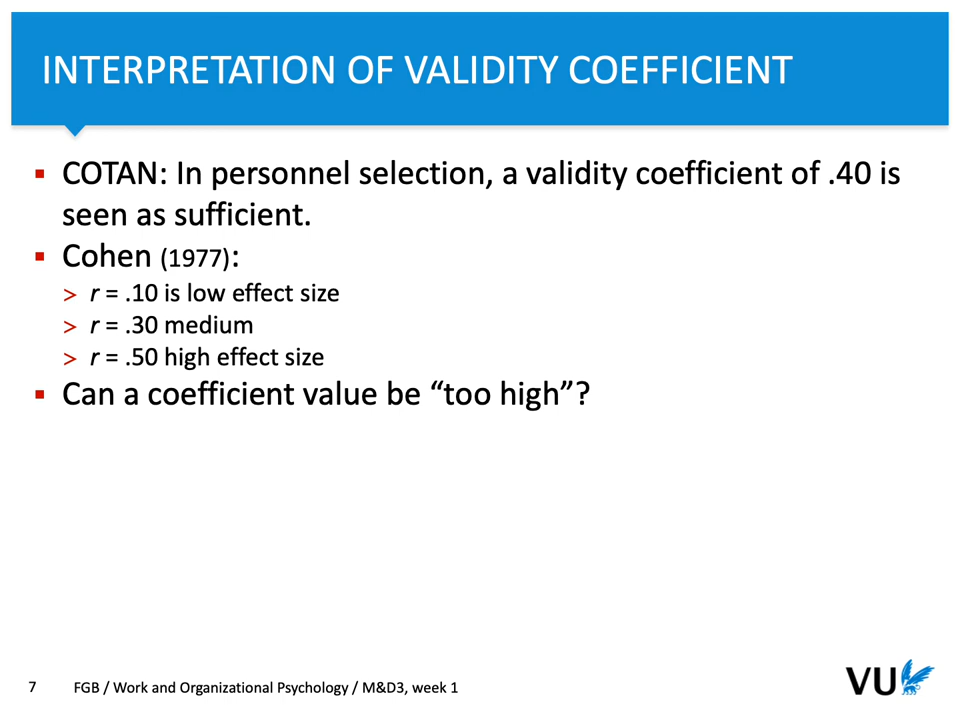 INTERPRETATION OF VALIDITY COEFFICIENT
▪ COTAN: In personnel selection, a validity coefficient of .40 is
seen as sufficient.
▪ Cohen (1977):
> r = .10 is low effect size
> r = .30 medium
> r = .50 high effect size
▪ Can a coefficient value be “too high”?
7 FGB / Work and Organizational Psychology / M&D3, week 1
VU